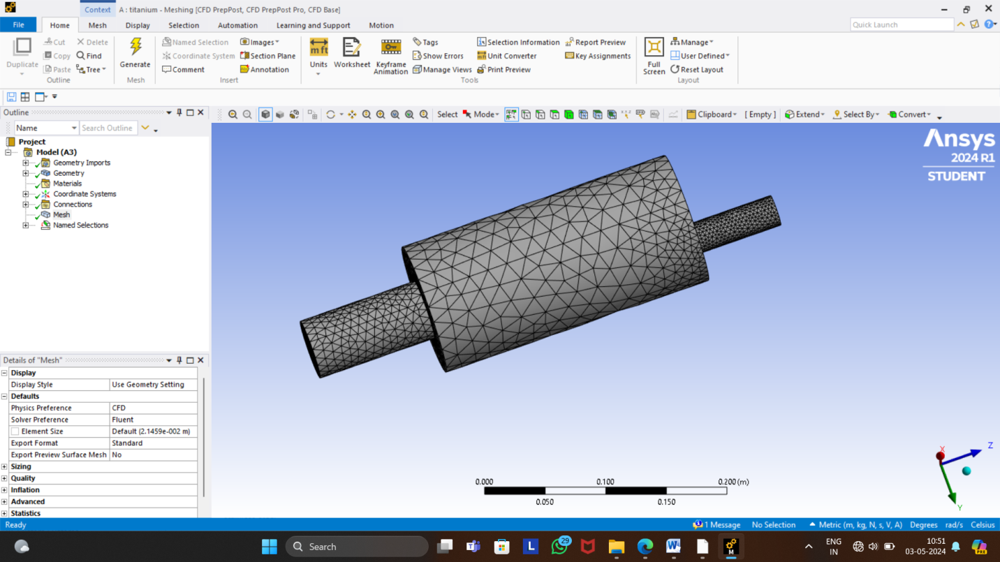 Context A : titanium - Meshing [CFD PrepPost, CFD PrepPost Pro, CFD Base]
File Home Mesh Display Selection Automation Learning and Support Motion Quick Launch
Duplicate Cut Delete
Copy Find
Paste Tree
Outline
Generate
Mesh
Named Selection Images
Coordinate System Section Plane
Comment Annotation
Insert
Units Worksheet Keyframe Animation
Tags Selection Information Report Preview
Show Errors Unit Converter Key Assignments
Manage Views Print Preview
Tools
Full Screen
Manage
User Defined
Reset Layout
Layout
Outline
Name Search Outline
Select Mode Clipboard [ Empty ] Extend Select By Convert
Project
Model (A3)
Geometry Imports
Geometry
Materials
Coordinate Systems
Connections
Mesh
Named Selections
Ansys
2024 R1
STUDENT
Details of "Mesh"
Display
Display Style Use Geometry Setting
Defaults
Physics Preference CFD
Solver Preference Fluent
Element Size Default (2.1459e-002 m)
Export Format Standard
Export Preview Surface Mesh No
Sizing
Quality
Inflation
Advanced
Statistics
0.000 0.100 0.200 (m)
0.050 0.150
X
Z
Y
Ready 1 Message No Selection Metric (m, kg, N, s, V, A) Degrees rad/s Celsius
Search 29 ENG
IN
10:51
03-05-2024
PRE